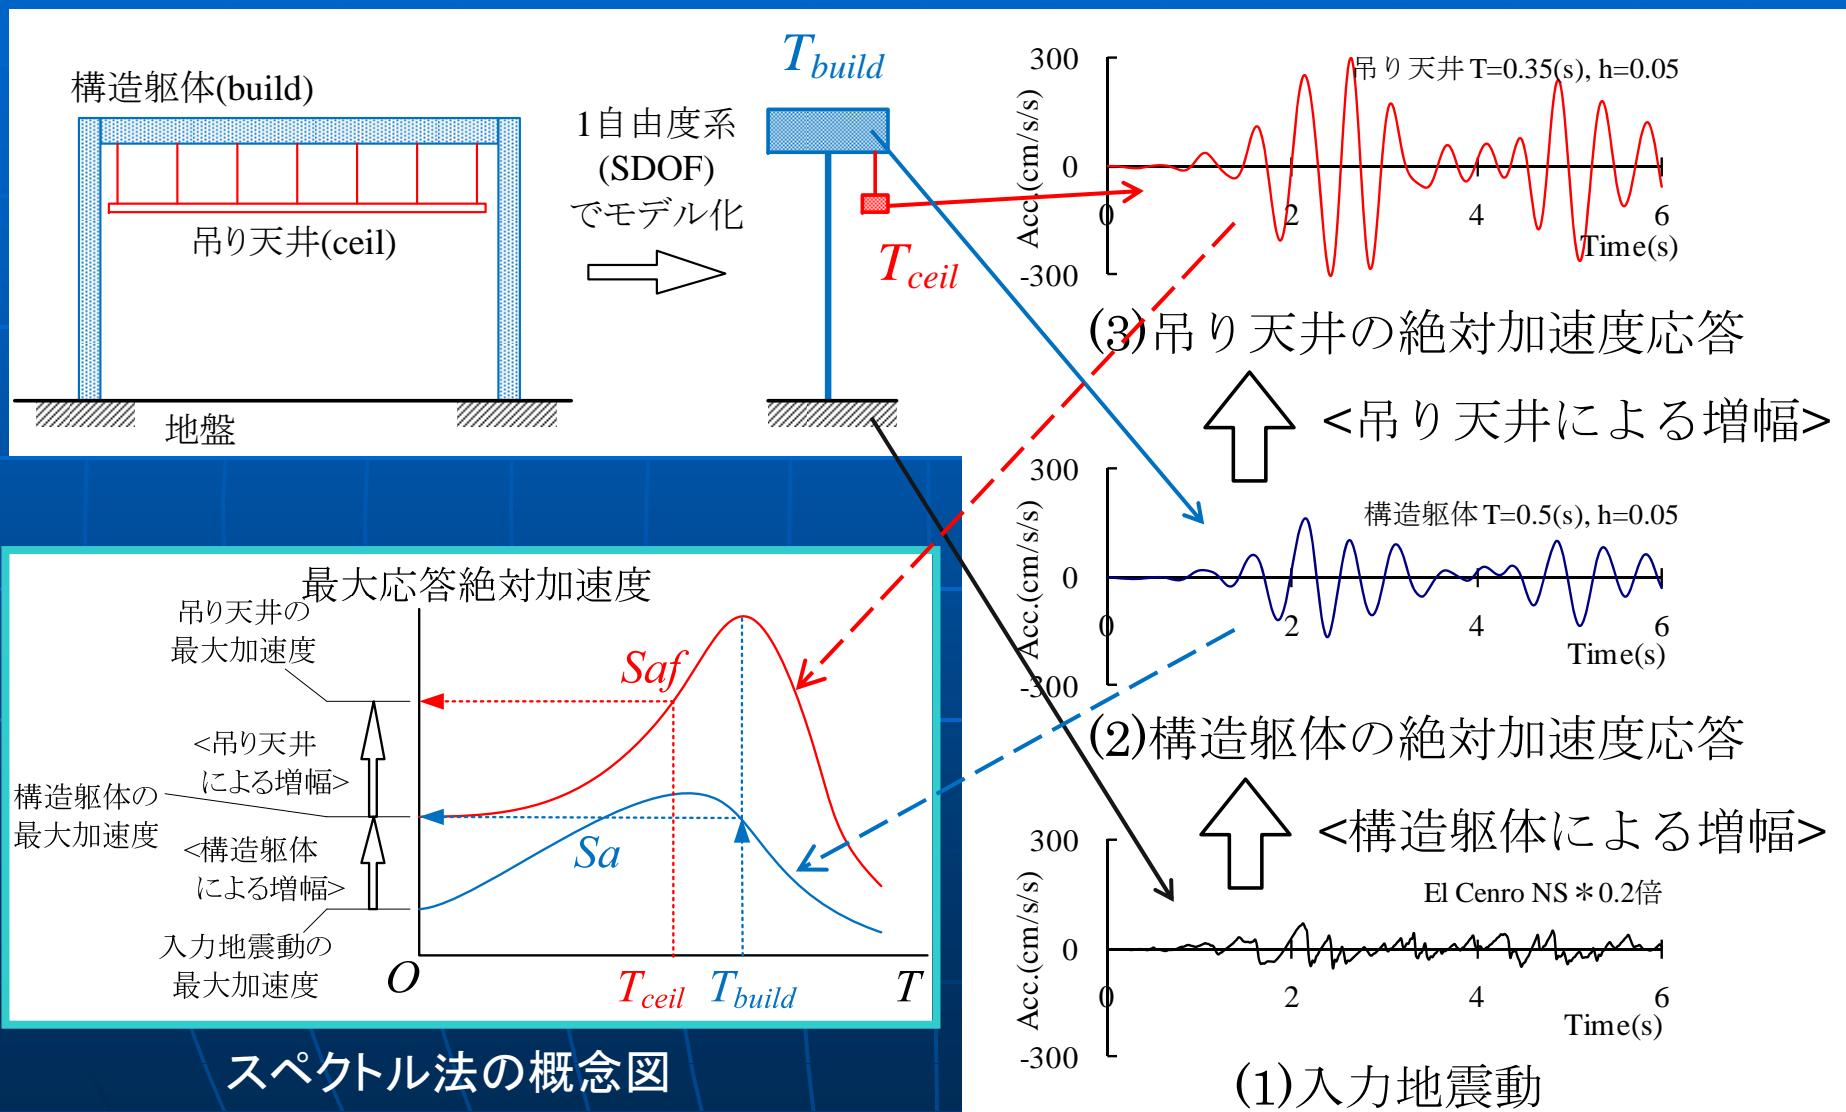 構造躯体(build)
吊り天井(ceil)
地盤
1自由度系
(SDOF)
でモデル化
Tbuild
Tceil
300
0
-300
Acc.(cm/s/s)
吊り天井 T=0.35(s), h=0.05
0 2 4 6
Time(s)
(3)吊り天井の絶対加速度応答
<吊り天井による増幅>
300
0
-300
Acc.(cm/s/s)
構造躯体 T=0.5(s), h=0.05
0 2 4 6
Time(s)
(2)構造躯体の絶対加速度応答
<構造躯体による増幅>
300
0
-300
Acc.(cm/s/s)
El Cenro NS＊0.2倍
0 2 4 6
Time(s)
(1)入力地震動
最大応答絶対加速度
吊り天井の
最大加速度
<吊り天井
による増幅>
構造躯体の
最大加速度
<構造躯体
による増幅>
入力地震動の
最大加速度
Saf
Sa
O
Tceil
Tbuild
T
スペクトル法の概念図